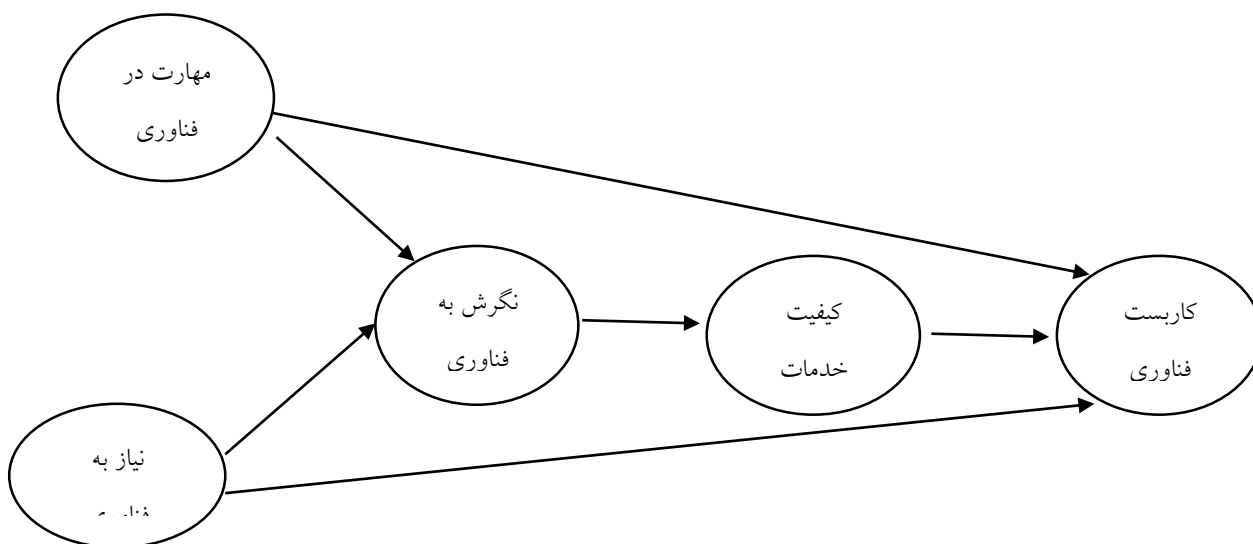 مهارت در
فناوری
نگرش به
فناوری
کیفیت
خدمات
کاربست
فناوری
نیاز به